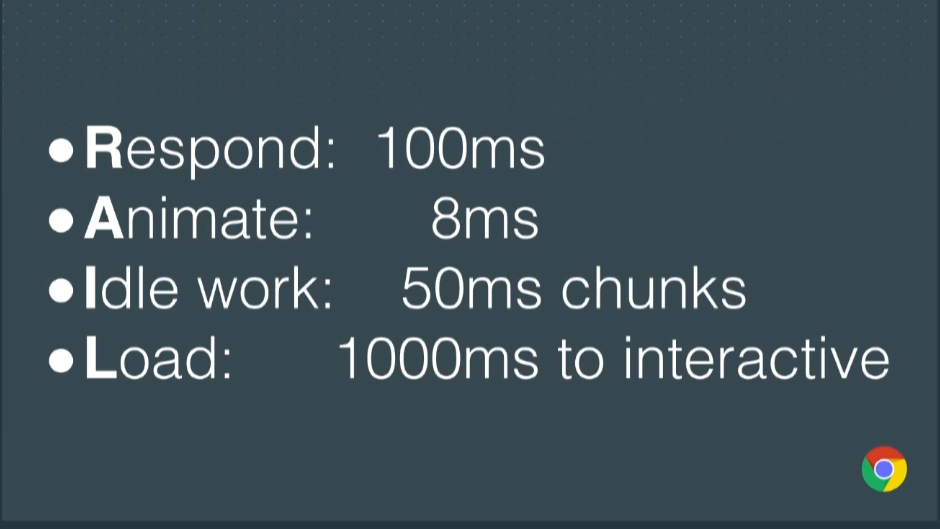 •Respond: 100ms
•Animate: 8ms
•Idle work: 50ms chunks
•Load: 1000ms to interactive